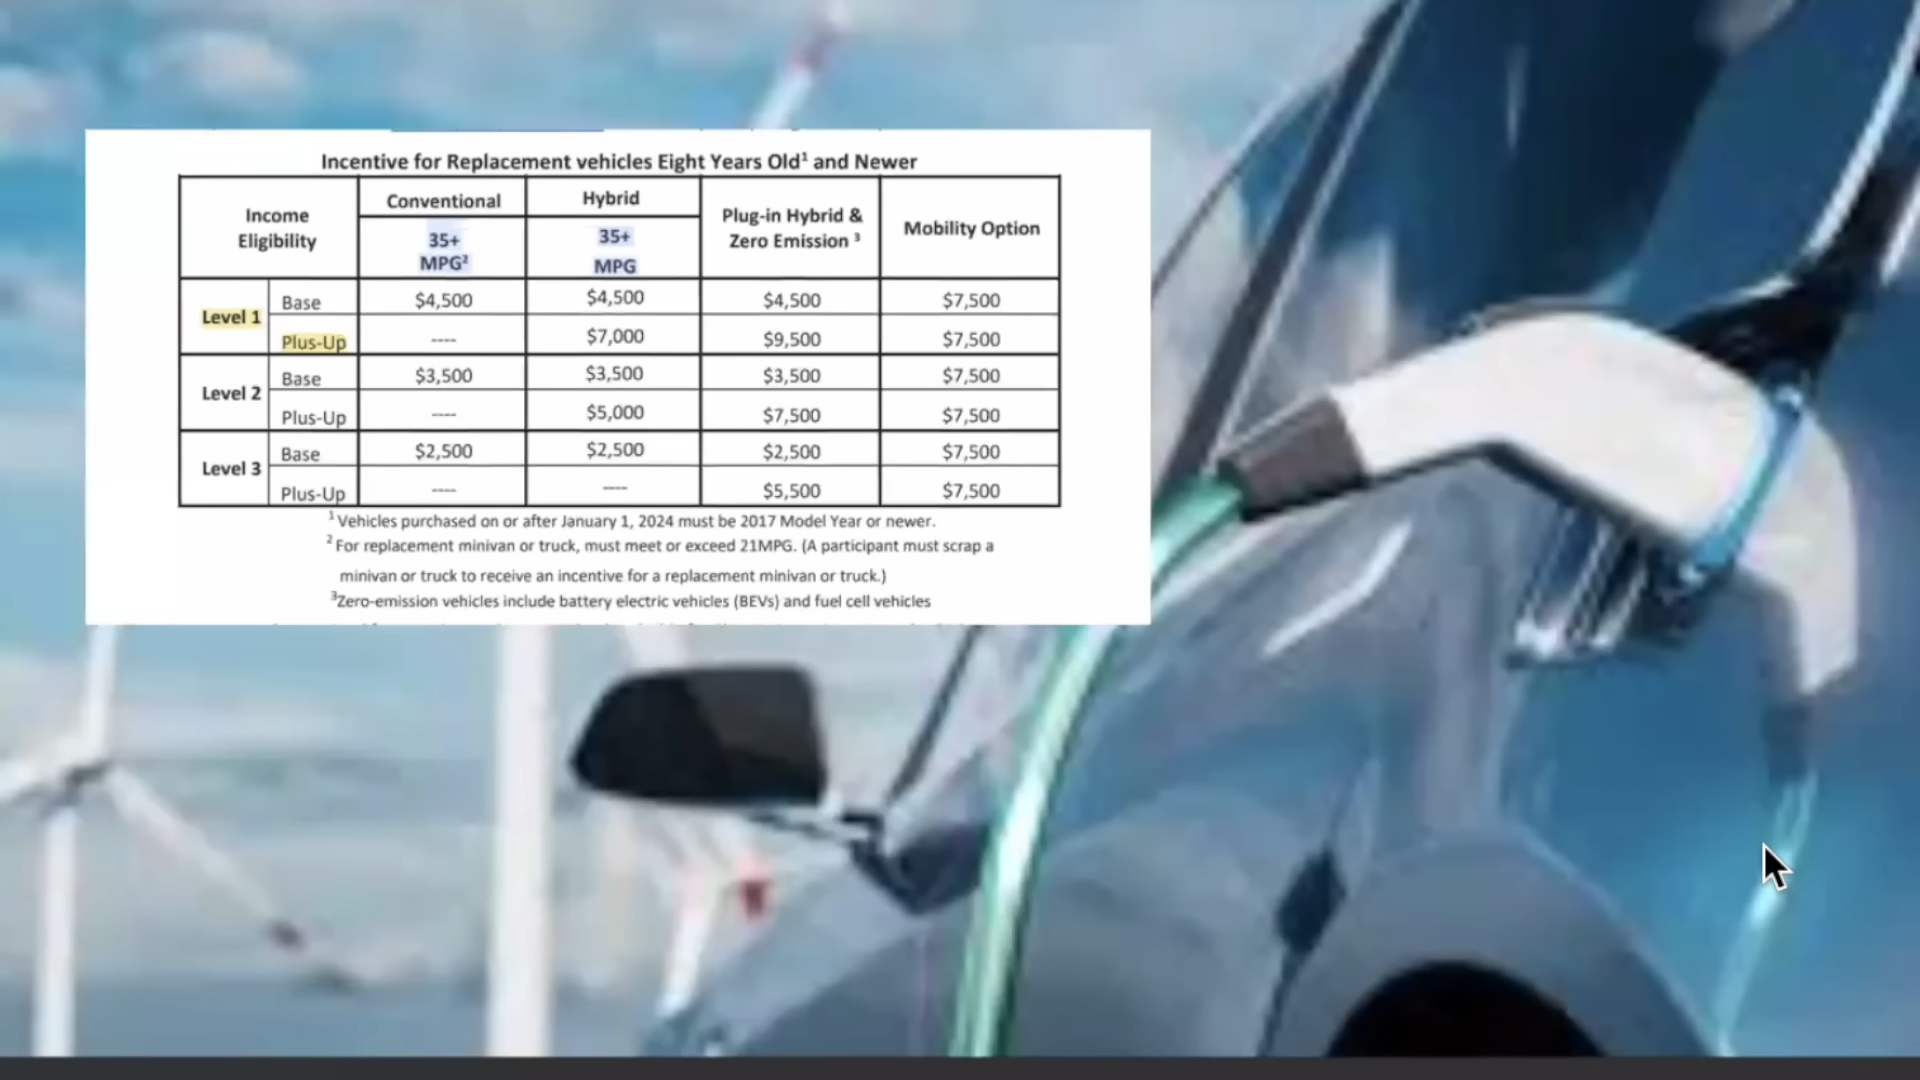 Incentive for Replacement vehicles Eight Years Old¹ and Newer
Income Eligibility Conventional Hybrid Plug-in Hybrid & Zero Emission ³ Mobility Option
35+ MPG² 35+ MPG
Level 1 Base $4,500 $4,500 $4,500 $7,500
Plus-Up ---- $7,000 $9,500 $7,500
Level 2 Base $3,500 $3,500 $3,500 $7,500
Plus-Up ---- $5,000 $7,500 $7,500
Level 3 Base $2,500 $2,500 $2,500 $7,500
Plus-Up ---- ---- $5,500 $7,500
¹ Vehicles purchased on or after January 1, 2024 must be 2017 Model Year or newer.
² For replacement minivan or truck, must meet or exceed 21MPG. (A participant must scrap a
minivan or truck to receive an incentive for a replacement minivan or truck.)
³Zero-emission vehicles include battery electric vehicles (BEVs) and fuel cell vehicles